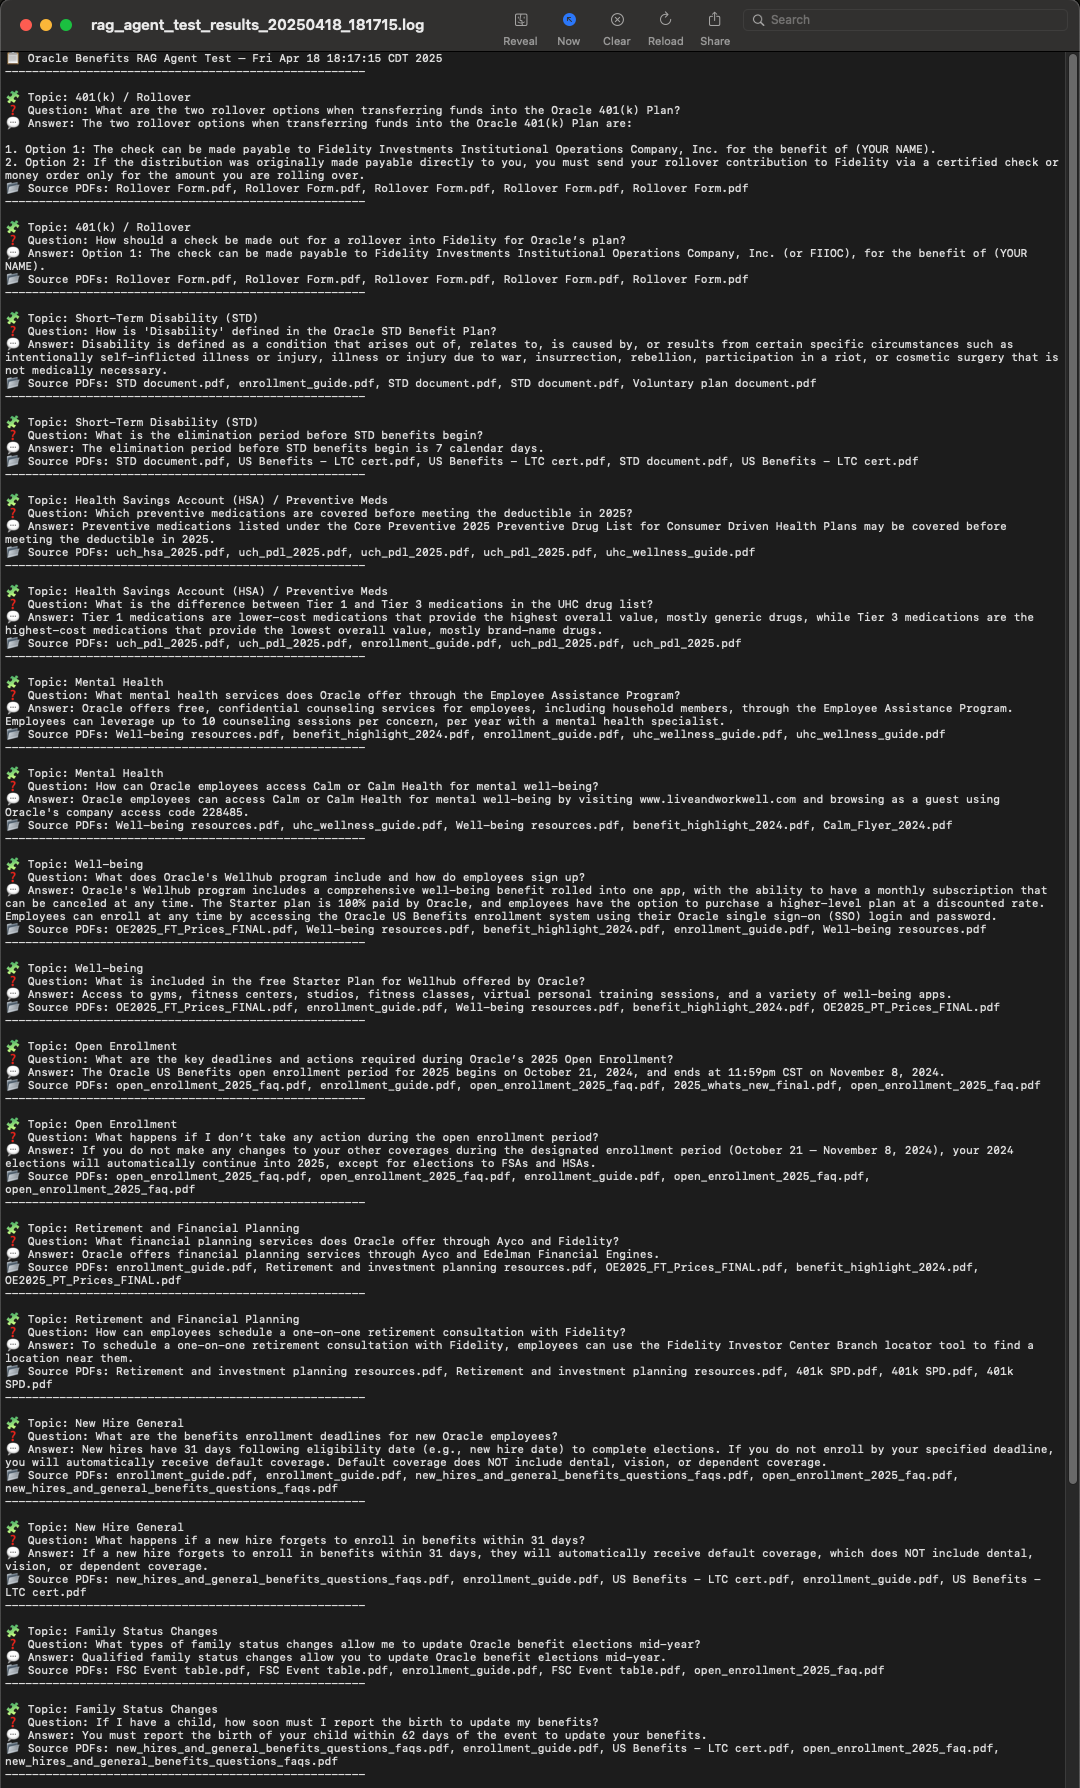 rag_agent_test_results_20250418_181715.log
Reveal
Now
Clear
Reload
Share
Search
📋 Oracle Benefits RAG Agent Test – Fri Apr 18 18:17:15 CDT 2025
--------------------------------------------------
🧩 Topic: 401(k) / Rollover
❓ Question: What are the two rollover options when transferring funds into the Oracle 401(k) Plan?
💬 Answer: The two rollover options when transferring funds into the Oracle 401(k) Plan are:
1. Option 1: The check can be made payable to Fidelity Investments Institutional Operations Company, Inc. for the benefit of (YOUR NAME).
2. Option 2: If the distribution was originally made payable directly to you, you must send your rollover contribution to Fidelity via a certified check or
money order only for the amount you are rolling over.
📂 Source PDFs: Rollover Form.pdf, Rollover Form.pdf, Rollover Form.pdf, Rollover Form.pdf, Rollover Form.pdf
--------------------------------------------------
🧩 Topic: 401(k) / Rollover
❓ Question: How should a check be made out for a rollover into Fidelity for Oracle’s plan?
💬 Answer: Option 1: The check can be made payable to Fidelity Investments Institutional Operations Company, Inc. (or FIIOC), for the benefit of (YOUR
NAME).
📂 Source PDFs: Rollover Form.pdf, Rollover Form.pdf, Rollover Form.pdf, Rollover Form.pdf, Rollover Form.pdf
--------------------------------------------------
🧩 Topic: Short-Term Disability (STD)
❓ Question: How is 'Disability' defined in the Oracle STD Benefit Plan?
💬 Answer: Disability is defined as a condition that arises out of, relates to, is caused by, or results from certain specific circumstances such as
intentionally self-inflicted illness or injury, illness or injury due to war, insurrection, rebellion, participation in a riot, or cosmetic surgery that is
not medically necessary.
📂 Source PDFs: STD document.pdf, enrollment_guide.pdf, STD document.pdf, STD document.pdf, Voluntary plan document.pdf
--------------------------------------------------
🧩 Topic: Short-Term Disability (STD)
❓ Question: What is the elimination period before STD benefits begin?
💬 Answer: The elimination period before STD benefits begin is 7 calendar days.
📂 Source PDFs: STD document.pdf, US Benefits – LTC cert.pdf, US Benefits – LTC cert.pdf, STD document.pdf, US Benefits – LTC cert.pdf
--------------------------------------------------
🧩 Topic: Health Savings Account (HSA) / Preventive Meds
❓ Question: Which preventive medications are covered before meeting the deductible in 2025?
💬 Answer: Preventive medications listed under the Core Preventive 2025 Preventive Drug List for Consumer Driven Health Plans may be covered before
meeting the deductible in 2025.
📂 Source PDFs: uch_hsa_2025.pdf, uch_pdl_2025.pdf, uch_pdl_2025.pdf, uch_pdl_2025.pdf, uhc_wellness_guide.pdf
--------------------------------------------------
🧩 Topic: Health Savings Account (HSA) / Preventive Meds
❓ Question: What is the difference between Tier 1 and Tier 3 medications in the UHC drug list?
💬 Answer: Tier 1 medications are lower-cost medications that provide the highest overall value, mostly generic drugs, while Tier 3 medications are the
highest-cost medications that provide the lowest overall value, mostly brand-name drugs.
📂 Source PDFs: uch_pdl_2025.pdf, uch_pdl_2025.pdf, enrollment_guide.pdf, uch_pdl_2025.pdf, uch_pdl_2025.pdf
--------------------------------------------------
🧩 Topic: Mental Health
❓ Question: What mental health services does Oracle offer through the Employee Assistance Program?
💬 Answer: Oracle offers free, confidential counseling services for employees, including household members, through the Employee Assistance Program.
Employees can leverage up to 10 counseling sessions per concern, per year with a mental health specialist.
📂 Source PDFs: Well-being resources.pdf, benefit_highlight_2024.pdf, enrollment_guide.pdf, uhc_wellness_guide.pdf, uhc_wellness_guide.pdf
--------------------------------------------------
🧩 Topic: Mental Health
❓ Question: How can Oracle employees access Calm or Calm Health for mental well-being?
💬 Answer: Oracle employees can access Calm or Calm Health for mental well-being by visiting www.liveandworkwell.com and browsing as a guest using
Oracle's company access code 228485.
📂 Source PDFs: Well-being resources.pdf, uhc_wellness_guide.pdf, Well-being resources.pdf, benefit_highlight_2024.pdf, Calm_Flyer_2024.pdf
--------------------------------------------------
🧩 Topic: Well-being
❓ Question: What does Oracle's Wellhub program include and how do employees sign up?
💬 Answer: Oracle's Wellhub program includes a comprehensive well-being benefit rolled into one app, with the ability to have a monthly subscription that
can be canceled at any time. The Starter plan is 100% paid by Oracle, and employees have the option to purchase a higher-level plan at a discounted rate.
Employees can enroll at any time by accessing the Oracle US Benefits enrollment system using their Oracle single sign-on (SSO) login and password.
📂 Source PDFs: OE2025_FT_Prices_FINAL.pdf, Well-being resources.pdf, benefit_highlight_2024.pdf, enrollment_guide.pdf, Well-being resources.pdf
--------------------------------------------------
🧩 Topic: Well-being
❓ Question: What is included in the free Starter Plan for Wellhub offered by Oracle?
💬 Answer: Access to gyms, fitness centers, studios, fitness classes, virtual personal training sessions, and a variety of well-being apps.
📂 Source PDFs: OE2025_FT_Prices_FINAL.pdf, enrollment_guide.pdf, Well-being resources.pdf, benefit_highlight_2024.pdf, OE2025_PT_Prices_FINAL.pdf
--------------------------------------------------
🧩 Topic: Open Enrollment
❓ Question: What are the key deadlines and actions required during Oracle’s 2025 Open Enrollment?
💬 Answer: The Oracle US Benefits open enrollment period for 2025 begins on October 21, 2024, and ends at 11:59pm CST on November 8, 2024.
📂 Source PDFs: open_enrollment_2025_faq.pdf, enrollment_guide.pdf, open_enrollment_2025_faq.pdf, 2025_whats_new_final.pdf, open_enrollment_2025_faq.pdf
--------------------------------------------------
🧩 Topic: Open Enrollment
❓ Question: What happens if I don’t take any action during the open enrollment period?
💬 Answer: If you do not make any changes to your other coverages during the designated enrollment period (October 21 – November 8, 2024), your 2024
elections will automatically continue into 2025, except for elections to FSAs and HSAs.
📂 Source PDFs: open_enrollment_2025_faq.pdf, open_enrollment_2025_faq.pdf, enrollment_guide.pdf, open_enrollment_2025_faq.pdf,
open_enrollment_2025_faq.pdf
--------------------------------------------------
🧩 Topic: Retirement and Financial Planning
❓ Question: What financial planning services does Oracle offer through Ayco and Fidelity?
💬 Answer: Oracle offers financial planning services through Ayco and Edelman Financial Engines.
📂 Source PDFs: enrollment_guide.pdf, Retirement and investment planning resources.pdf, OE2025_FT_Prices_FINAL.pdf, benefit_highlight_2024.pdf,
OE2025_PT_Prices_FINAL.pdf
--------------------------------------------------
🧩 Topic: Retirement and Financial Planning
❓ Question: How can employees schedule a one-on-one retirement consultation with Fidelity?
💬 Answer: To schedule a one-on-one retirement consultation with Fidelity, employees can use the Fidelity Investor Center Branch locator tool to find a
location near them.
📂 Source PDFs: Retirement and investment planning resources.pdf, Retirement and investment planning resources.pdf, 401k SPD.pdf, 401k SPD.pdf, 401k
SPD.pdf
--------------------------------------------------
🧩 Topic: New Hire General
❓ Question: What are the benefits enrollment deadlines for new Oracle employees?
💬 Answer: New hires have 31 days following eligibility date (e.g., new hire date) to complete elections. If you do not enroll by your specified deadline,
you will automatically receive default coverage. Default coverage does NOT include dental, vision, or dependent coverage.
📂 Source PDFs: enrollment_guide.pdf, enrollment_guide.pdf, new_hires_and_general_benefits_questions_faqs.pdf, open_enrollment_2025_faq.pdf,
new_hires_and_general_benefits_questions_faqs.pdf
--------------------------------------------------
🧩 Topic: New Hire General
❓ Question: What happens if a new hire forgets to enroll in benefits within 31 days?
💬 Answer: If a new hire forgets to enroll in benefits within 31 days, they will automatically receive default coverage, which does NOT include dental,
vision, or dependent coverage.
📂 Source PDFs: new_hires_and_general_benefits_questions_faqs.pdf, enrollment_guide.pdf, US Benefits – LTC cert.pdf, enrollment_guide.pdf, US Benefits –
LTC cert.pdf
--------------------------------------------------
🧩 Topic: Family Status Changes
❓ Question: What types of family status changes allow me to update Oracle benefit elections mid-year?
💬 Answer: Qualified family status changes allow you to update Oracle benefit elections mid-year.
📂 Source PDFs: FSC Event table.pdf, FSC Event table.pdf, enrollment_guide.pdf, FSC Event table.pdf, open_enrollment_2025_faq.pdf
--------------------------------------------------
🧩 Topic: Family Status Changes
❓ Question: If I have a child, how soon must I report the birth to update my benefits?
💬 Answer: You must report the birth of your child within 62 days of the event to update your benefits.
📂 Source PDFs: new_hires_and_general_benefits_questions_faqs.pdf, enrollment_guide.pdf, US Benefits – LTC cert.pdf, open_enrollment_2025_faq.pdf,
new_hires_and_general_benefits_questions_faqs.pdf
--------------------------------------------------